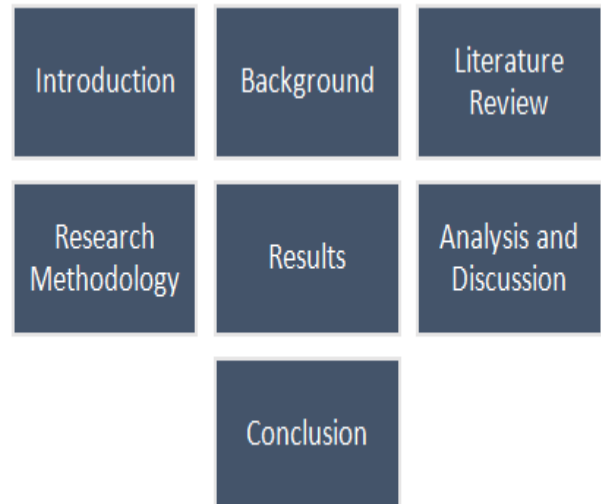 Introduction
Background
Literature
Review
Research
Methodology
Results
Analysis and
Discussion
Conclusion